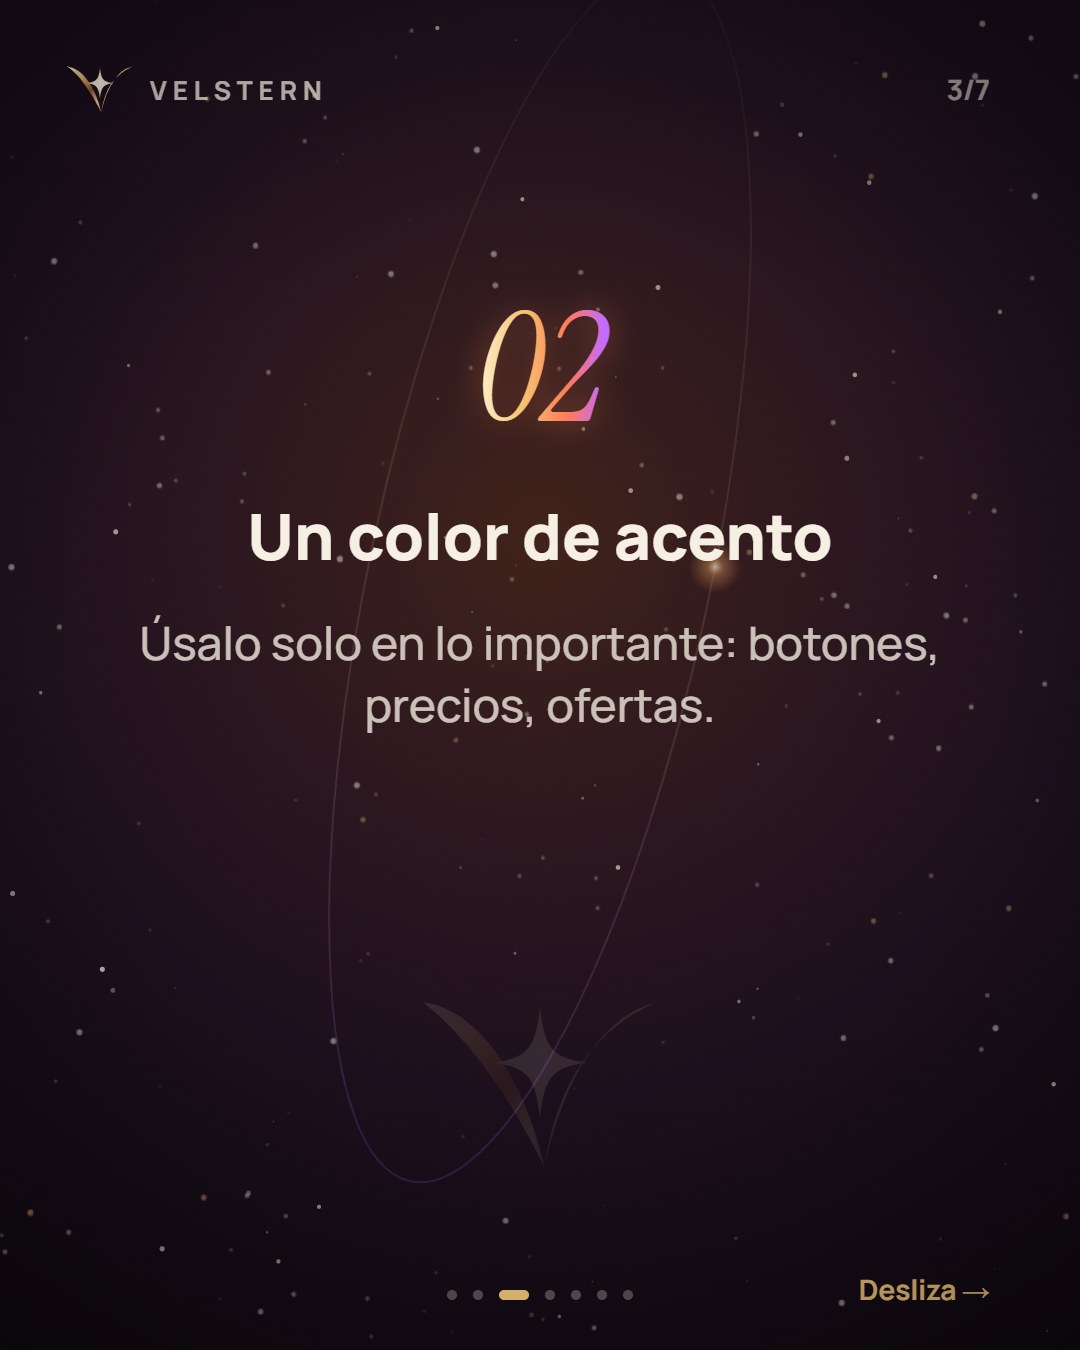 VELSTERN
3/7
02
Un color de acento
Úsalo solo en lo importante: botones,
precios, ofertas.
Desliza →